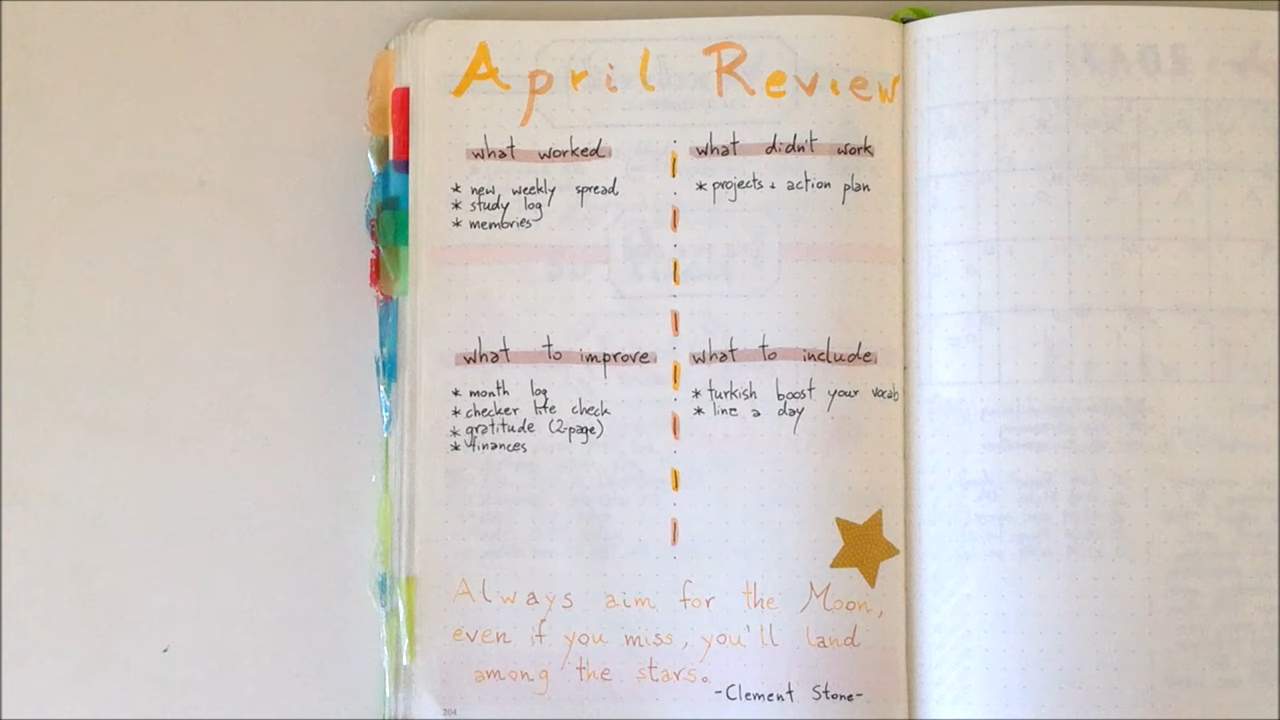 April Review
what worked
* new weekly spread
* study log
* memories
what didn't work
* projects + action plan
what to improve
* month log
* checker life check
* gratitude (2-page)
* finances
what to include
* turkish boost your vocab
* line a day
Always aim for the Moon,
even if you miss, you'll land
among the stars.
-Clement Stone-
204